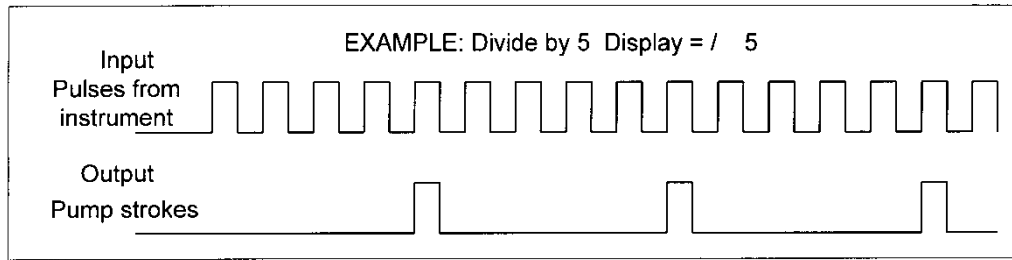 EXAMPLE: Divide by 5 Display = / 5
Input
Pulses from
instrument
Output
Pump strokes